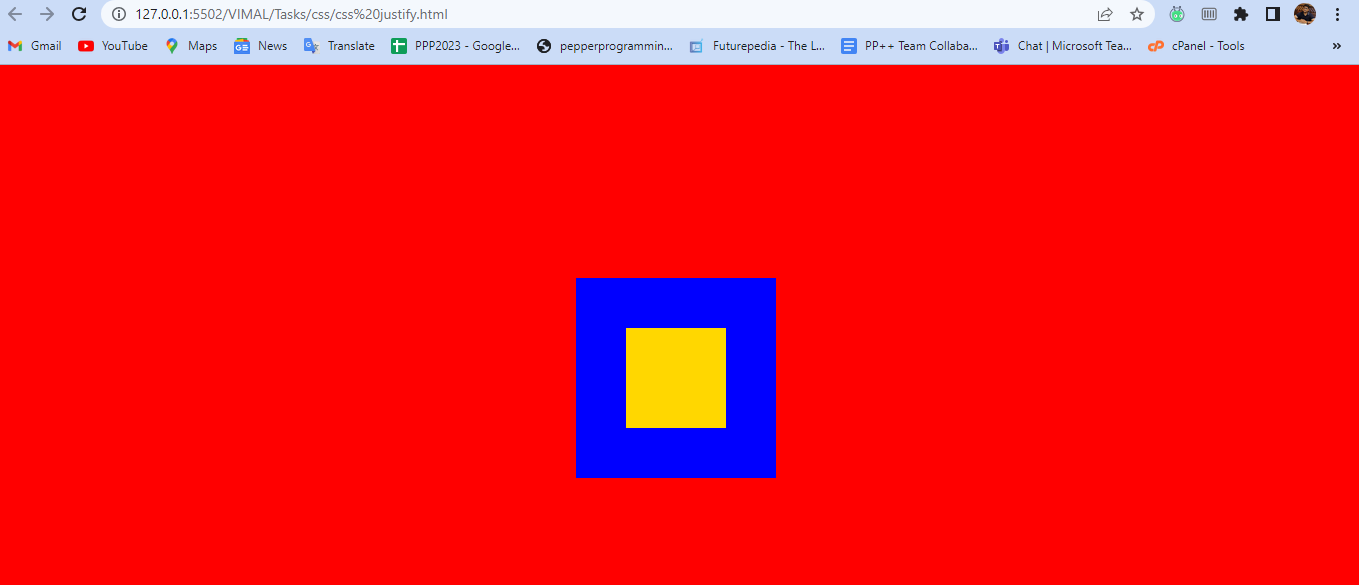 127.0.0.1:5502/VIMAL/Tasks/css/css%20justify.html
Gmail YouTube Maps News Translate PPP2023 - Google... pepperprogrammin... Futurepedia - The L... PP++ Team Collaba... Chat | Microsoft Tea... cPanel - Tools »